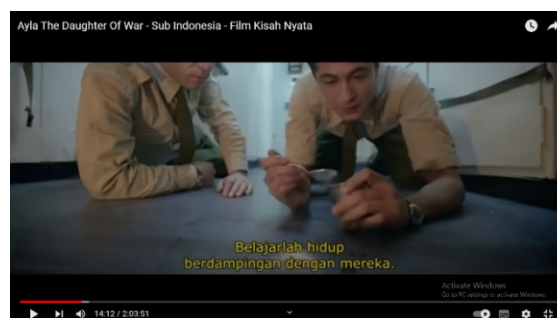 Ayla The Daughter Of War - Sub Indonesia - Film Kisah Nyata
Belajarlah hidup
berdampingan dengan mereka.
Activate Windows
Go to PC settings to activate Windows.
14:12 / 2:03:51